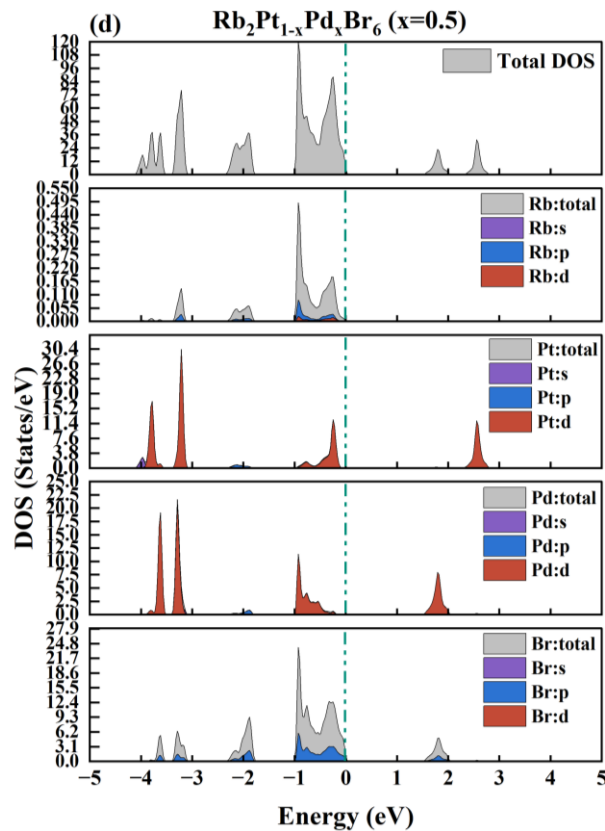 (d) Rb₂Pt₁₋ₓPdₓBr₆ (x=0.5)
DOS (States/eV)
120
108
96
84
72
60
48
36
24
12
0
Total DOS
0.550
0.495
0.440
0.385
0.330
0.275
0.220
0.165
0.110
0.055
0.000
Rb:total
Rb:s
Rb:p
Rb:d
30.4
26.6
22.8
19.0
15.2
11.4
7.6
3.8
0.0
Pt:total
Pt:s
Pt:p
Pt:d
25.0
22.5
20.0
17.5
15.0
12.5
10.0
7.5
5.0
2.5
0.0
Pd:total
Pd:s
Pd:p
Pd:d
27.9
24.8
21.7
18.6
15.5
12.4
9.3
6.2
3.1
0.0
Br:total
Br:s
Br:p
Br:d
−5 −4 −3 −2 −1 0 1 2 3 4 5
Energy (eV)